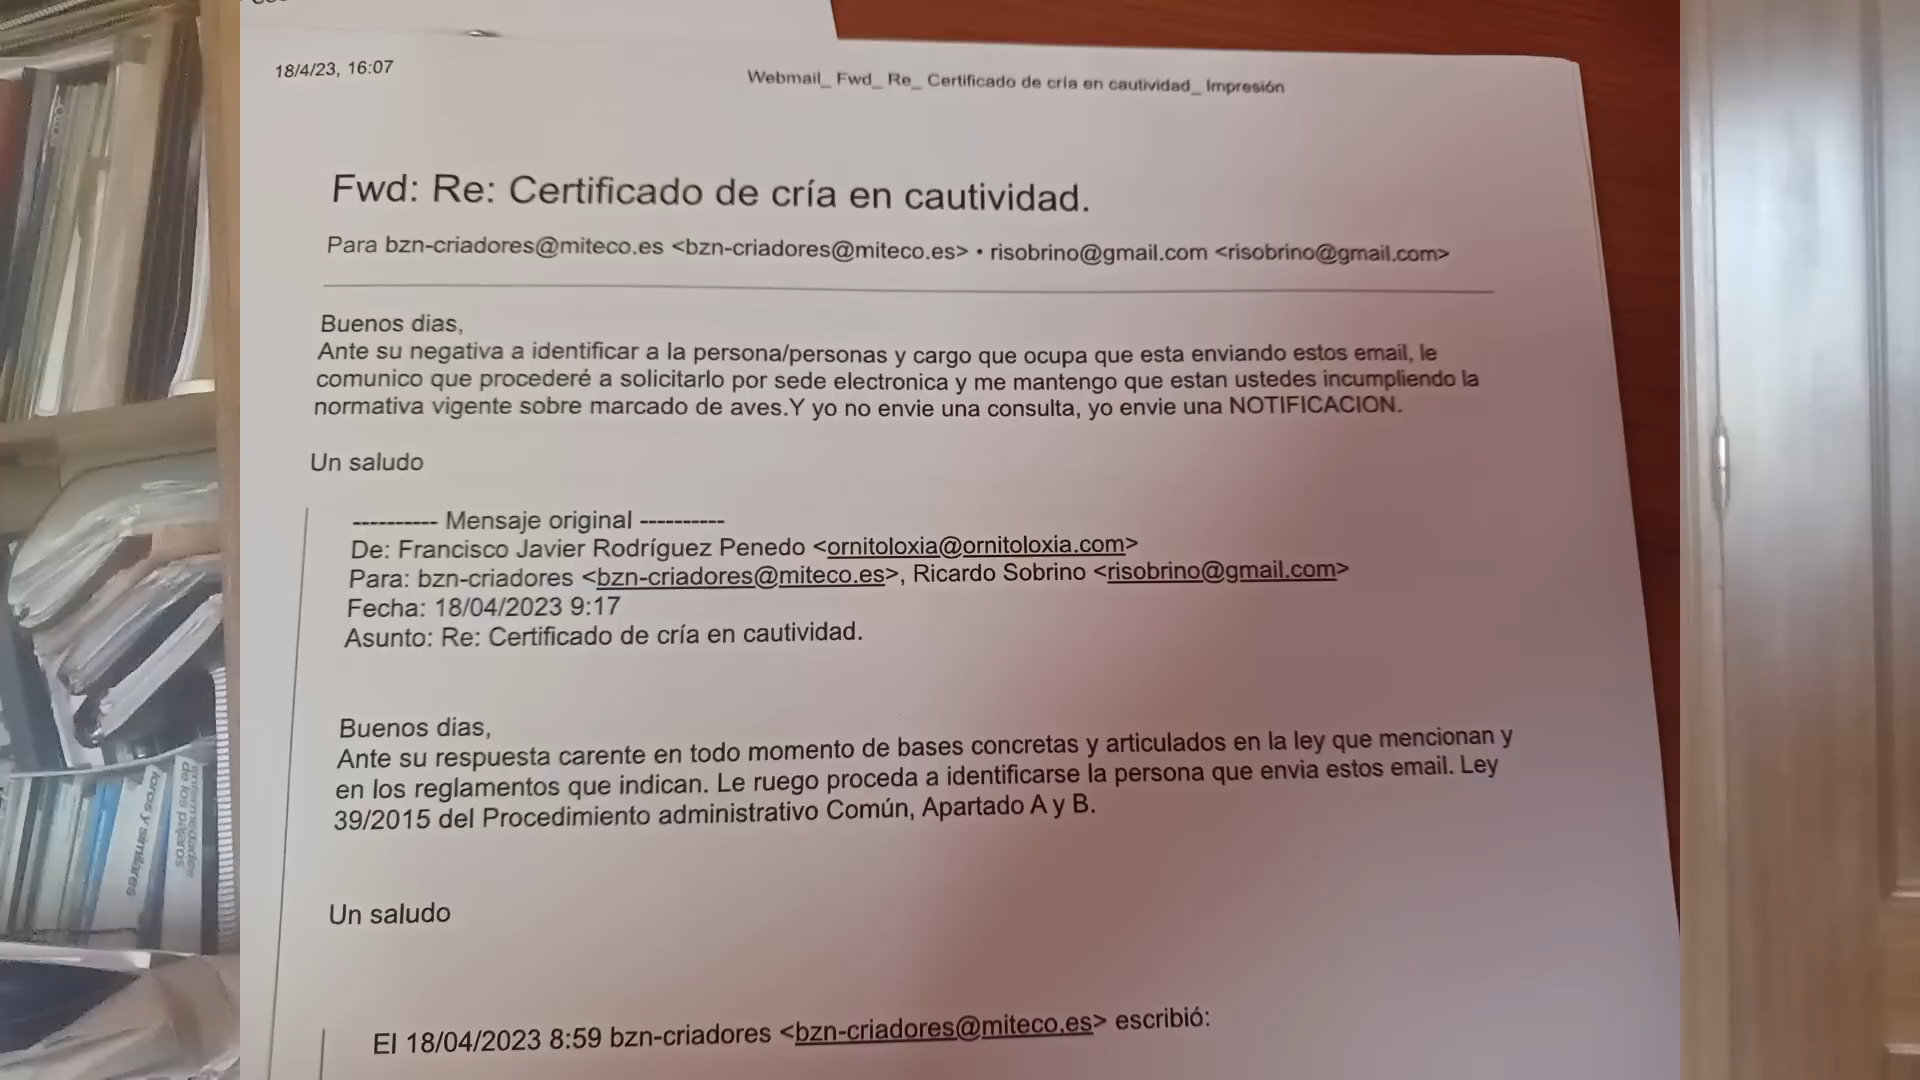 18/4/23, 16:07
Webmail_ Fwd_ Re_ Certificado de cría en cautividad_ Impresión
Fwd: Re: Certificado de cría en cautividad.
Para bzn-criadores@miteco.es <bzn-criadores@miteco.es> • risobrino@gmail.com <risobrino@gmail.com>
Buenos dias,
Ante su negativa a identificar a la persona/personas y cargo que ocupa que esta enviando estos email, le
comunico que procederé a solicitarlo por sede electronica y me mantengo que estan ustedes incumpliendo la
normativa vigente sobre marcado de aves.Y yo no envie una consulta, yo envie una NOTIFICACION.
Un saludo
---------- Mensaje original ----------
De: Francisco Javier Rodríguez Penedo <ornitoloxia@ornitoloxia.com>
Para: bzn-criadores <bzn-criadores@miteco.es>, Ricardo Sobrino <risobrino@gmail.com>
Fecha: 18/04/2023 9:17
Asunto: Re: Certificado de cría en cautividad.
Buenos dias,
Ante su respuesta carente en todo momento de bases concretas y articulados en la ley que mencionan y
en los reglamentos que indican. Le ruego proceda a identificarse la persona que envia estos email. Ley
39/2015 del Procedimiento administrativo Común, Apartado A y B.
Un saludo
El 18/04/2023 8:59 bzn-criadores <bzn-criadores@miteco.es> escribió:
loros y similares
enfermedades
de los pájaros